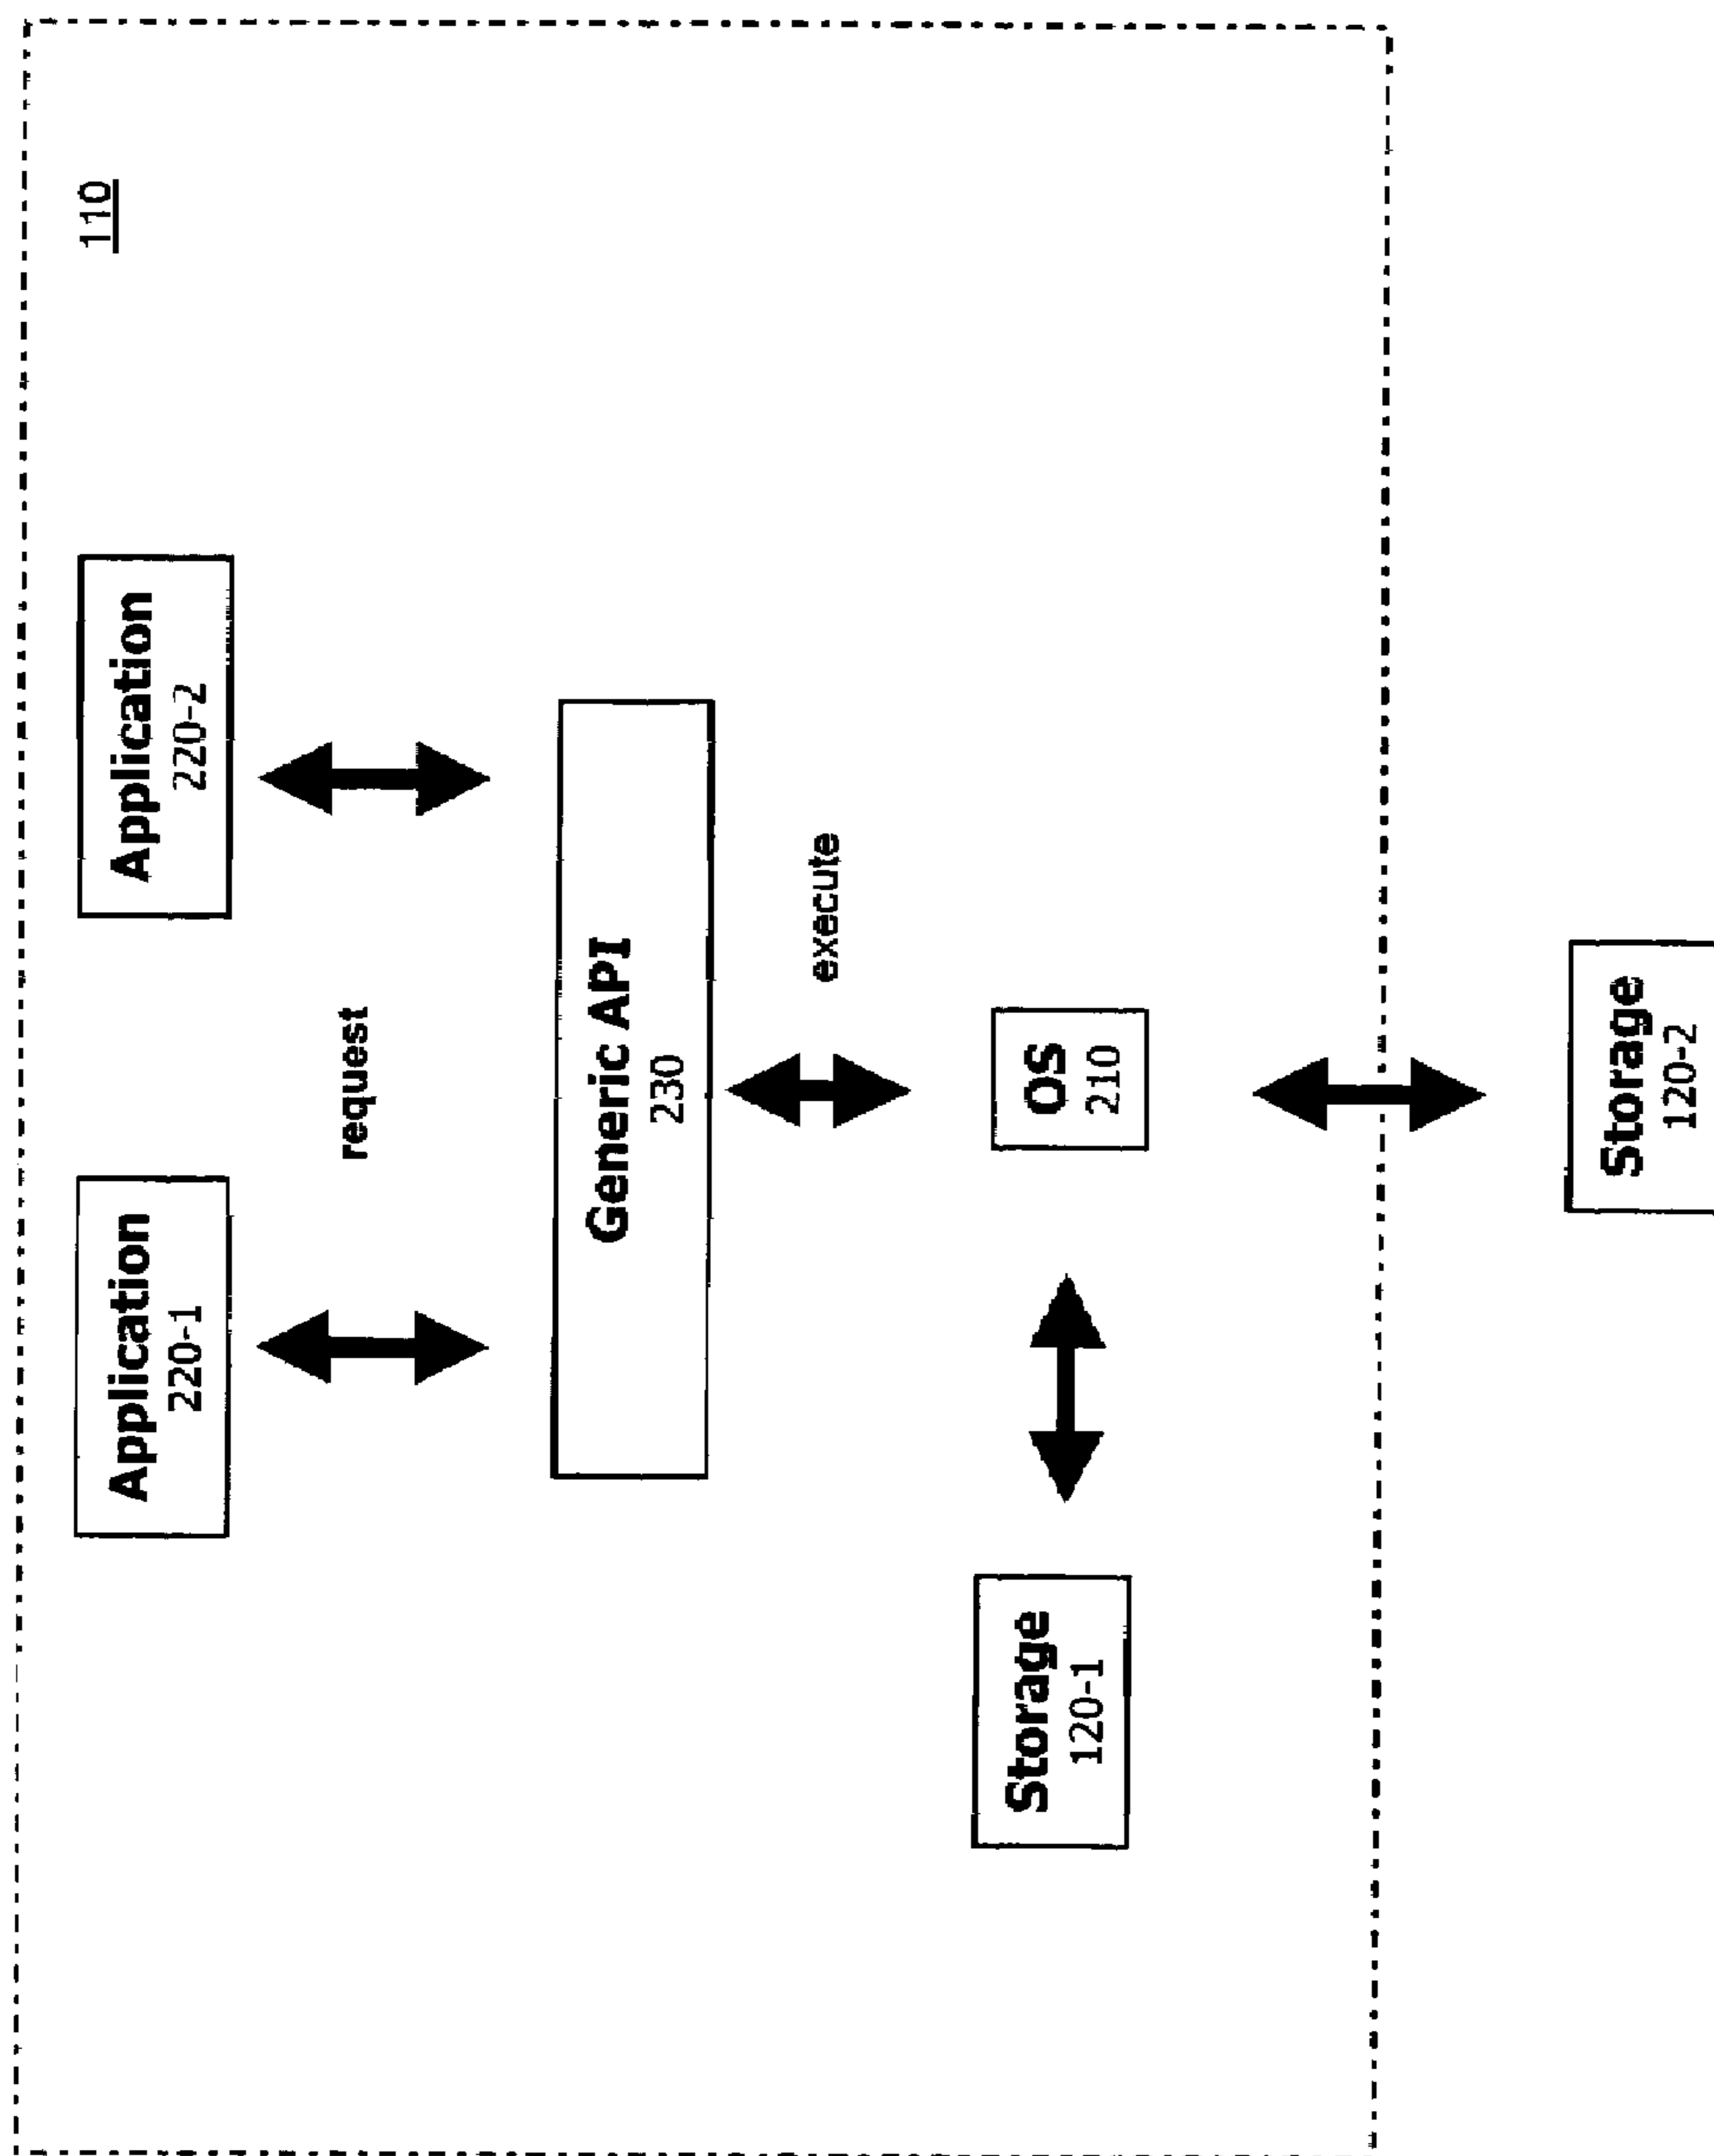 110
Application
220-1
Application
220-2
request
Generic API
230
execute
Storage
120-1
OS
210
Storage
120-2